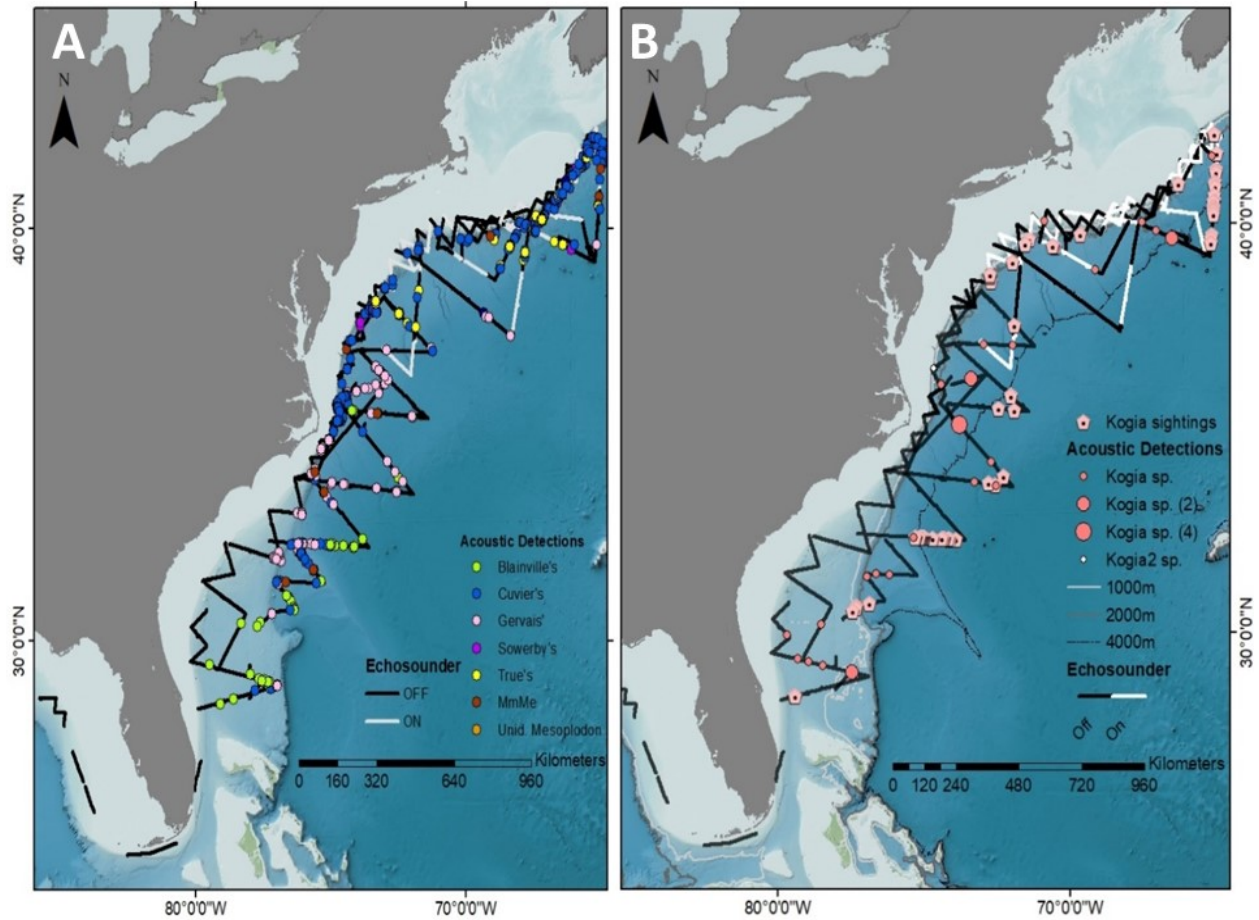 A
N
40°0'0"N
30°0'0"N
Acoustic Detections
Blainville's
Cuvier's
Gervais'
Sowerby's
True's
MmMe
Unid. Mesoplodon
Echosounder
OFF
ON
Kilometers
0 160 320 640 960
80°0'0"W 70°0'0"W
B
N
40°0'0"N
30°0'0"N
Kogia sightings
Acoustic Detections
Kogia sp.
Kogia sp. (2)
Kogia sp. (4)
Kogia2 sp.
1000m
2000m
4000m
Echosounder
Off On
Kilometers
0 120 240 480 720 960
80°0'0"W 70°0'0"W